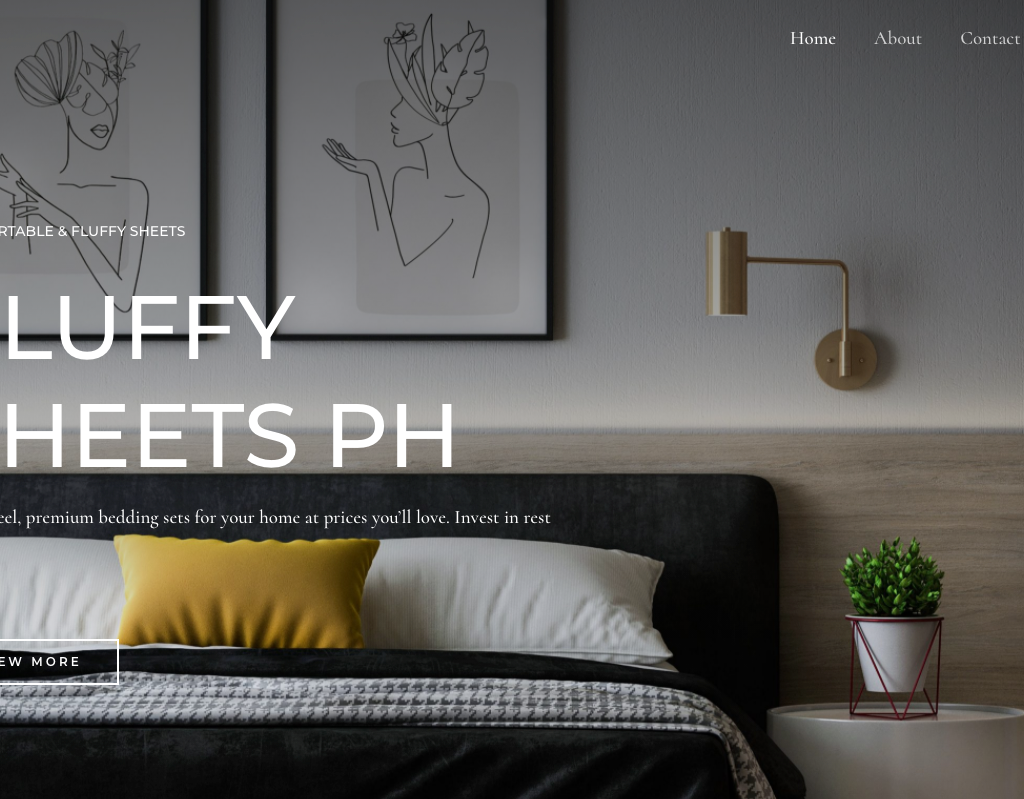 Home About Contact
RTABLE & FLUFFY SHEETS
LUFFY
HEETS PH
eel, premium bedding sets for your home at prices you'll love. Invest in rest
EW MORE